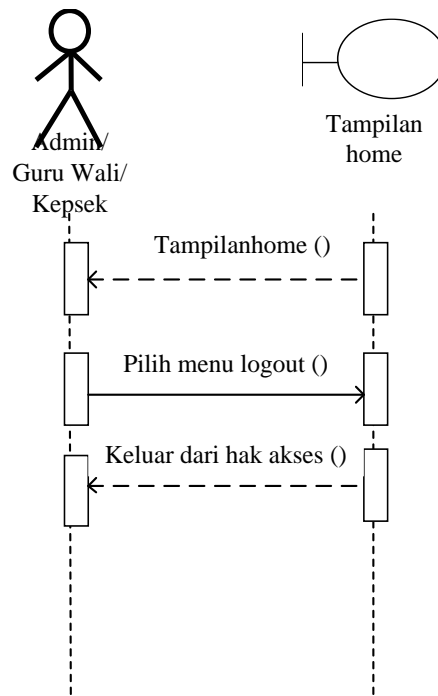 Admin/
Guru Wali/
Kepsek
Tampilan
home
Tampilanhome ()
Pilih menu logout ()
Keluar dari hak akses ()